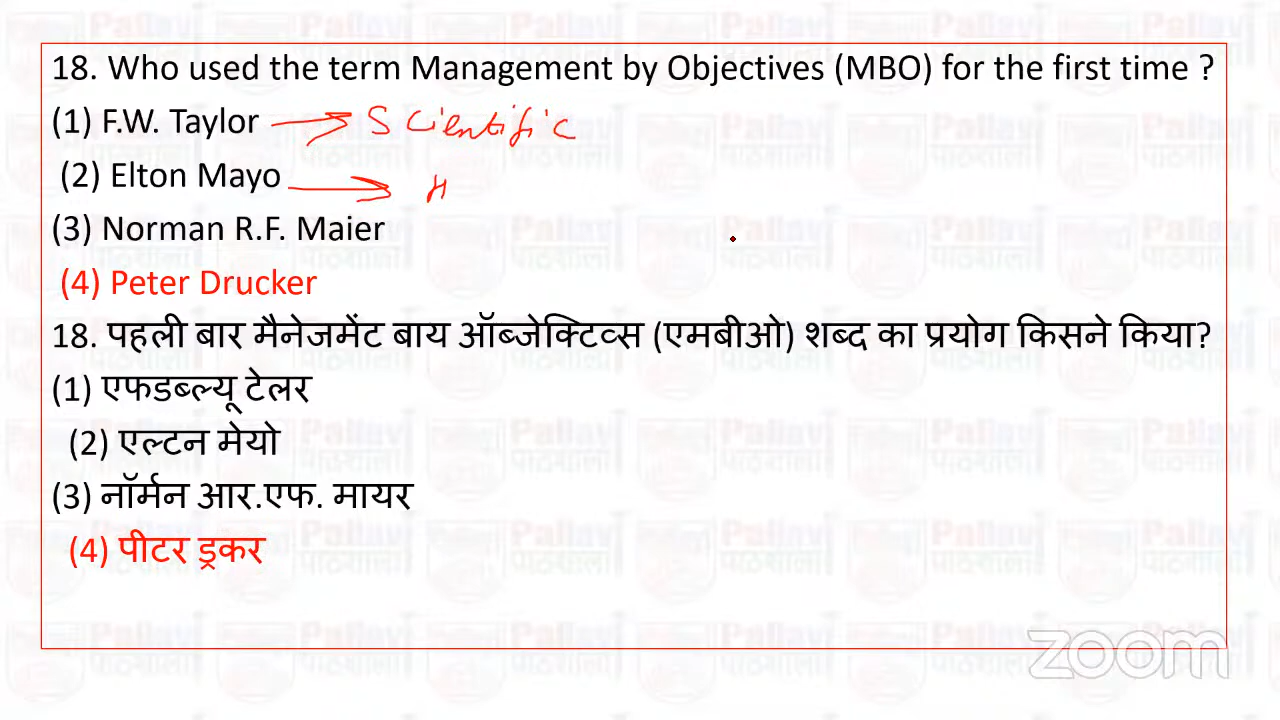 18. Who used the term Management by Objectives (MBO) for the first time ?
(1) F.W. Taylor → Scientific
(2) Elton Mayo → H
(3) Norman R.F. Maier
(4) Peter Drucker
18. पहली बार मैनेजमेंट बाय ऑब्जेक्टिव्स (एमबीओ) शब्द का प्रयोग किसने किया?
(1) एफडब्ल्यू टेलर
(2) एल्टन मेयो
(3) नॉर्मन आर.एफ. मायर
(4) पीटर ड्रकर
zoom
Pallavi
पाठशाला